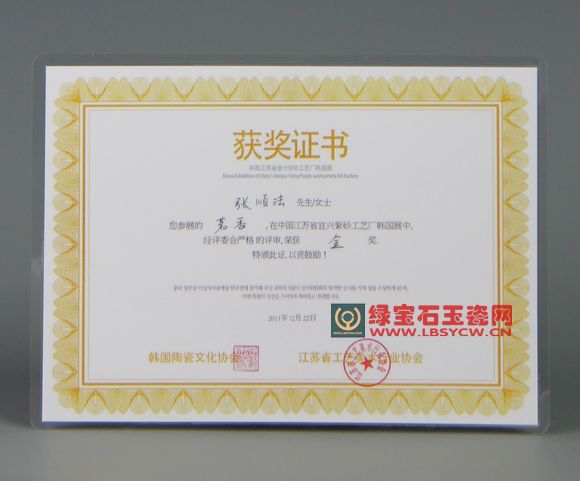 获奖证书
中国江苏省宜兴紫砂工艺厂韩国展
Korea Exhibition of China's Jiangsu Yixing Purple sand pottery Art Factory
张顺法 先生/女士
您参展的 茗香 ,在中国江苏省宜兴紫砂工艺厂韩国展中,
经评委会严格的评审,荣获 金 奖.
特颁此证,以资鼓励!
2011年12月22日
绿宝石玉瓷网
WWW.LBSYCW.CN
韩国陶瓷文化协会 江苏省工艺美术行业协会